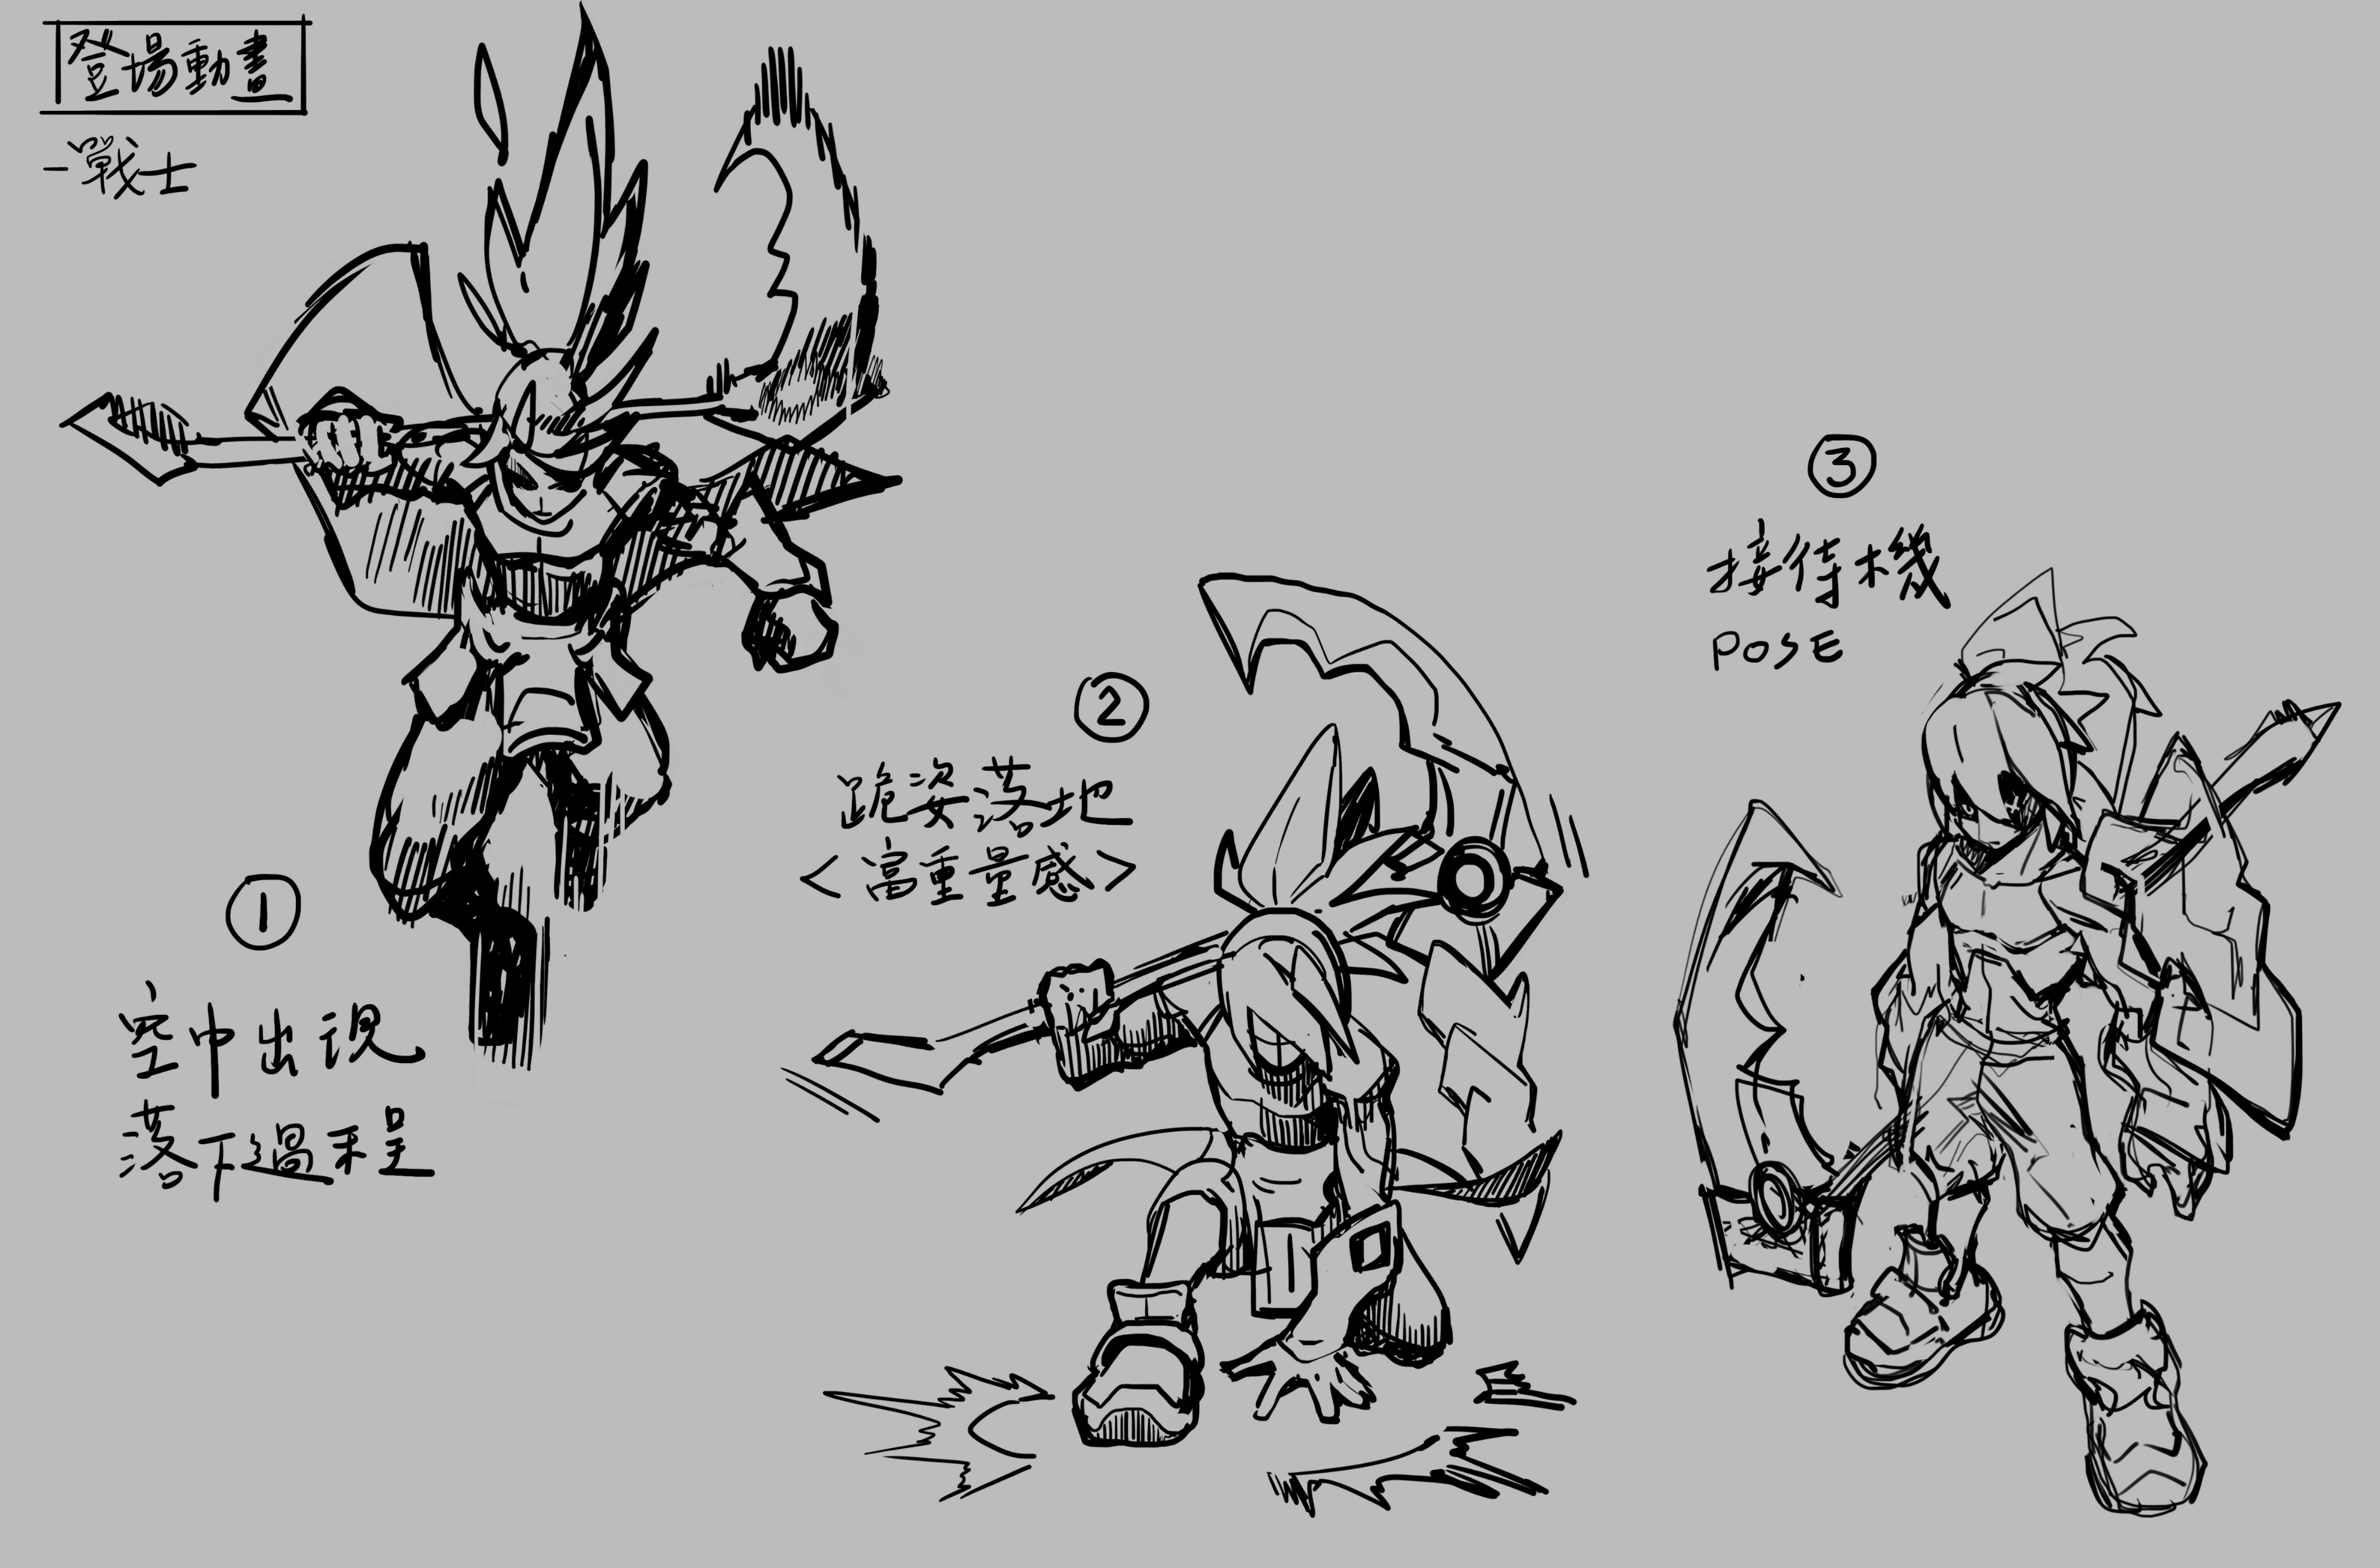 登場動畫
-戰士
①
空中出現
落下過程
②
跪姿落地
<高重量感>
③
接待機
POSE